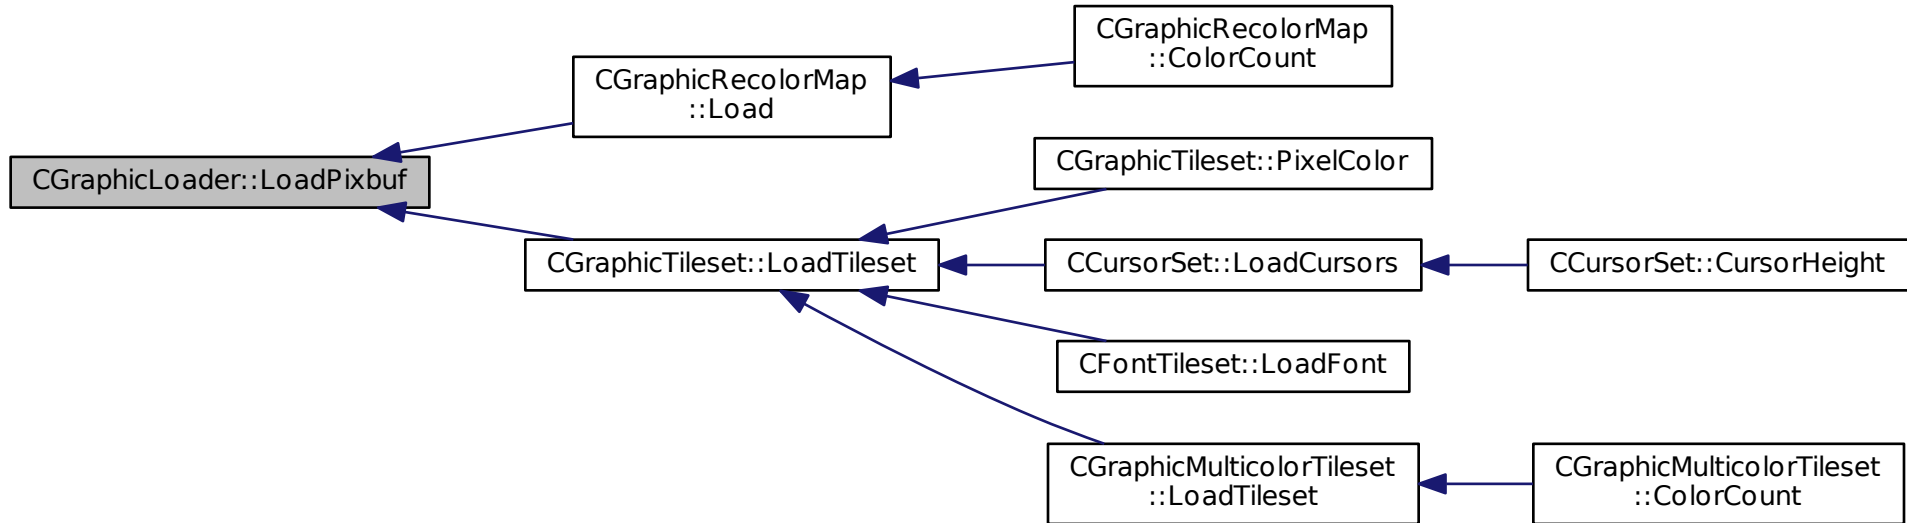 CGraphicLoader::LoadPixbuf
CGraphicRecolorMap
::Load
CGraphicRecolorMap
::ColorCount
CGraphicTileset::LoadTileset
CGraphicTileset::PixelColor
CCursorSet::LoadCursors
CCursorSet::CursorHeight
CFontTileset::LoadFont
CGraphicMulticolorTileset
::LoadTileset
CGraphicMulticolorTileset
::ColorCount